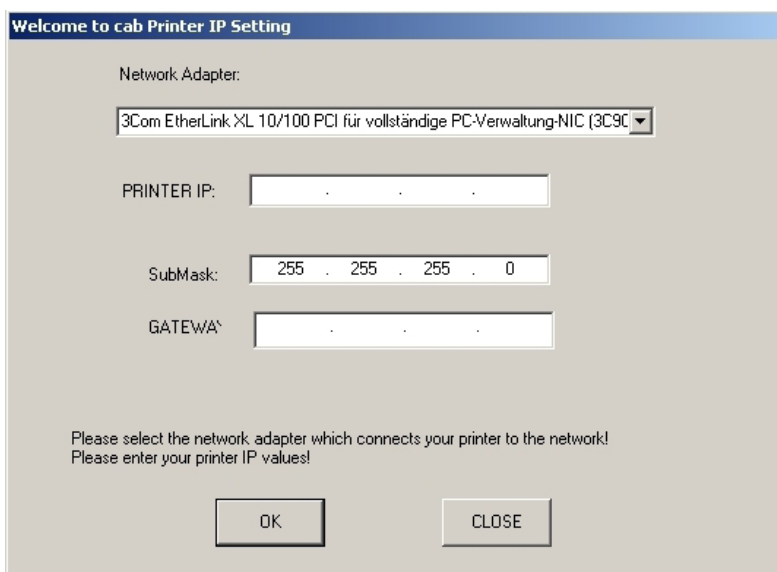 Welcome to cab Printer IP Setting
Network Adapter:
3Com EtherLink XL 10/100 PCI für vollständige PC-Verwaltung-NIC (3C90
PRINTER IP: . . .
SubMask: 255 . 255 . 255 . 0
GATEWA . . .
Please select the network adapter which connects your printer to the network!
Please enter your printer IP values!
OK CLOSE